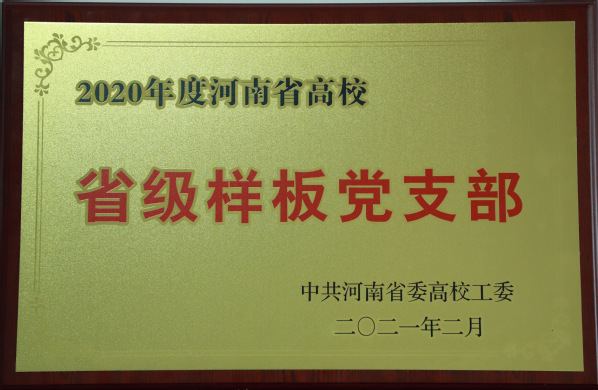 2020年度河南省高校
省级样板党支部
中共河南省委高校工委
二〇二一年二月